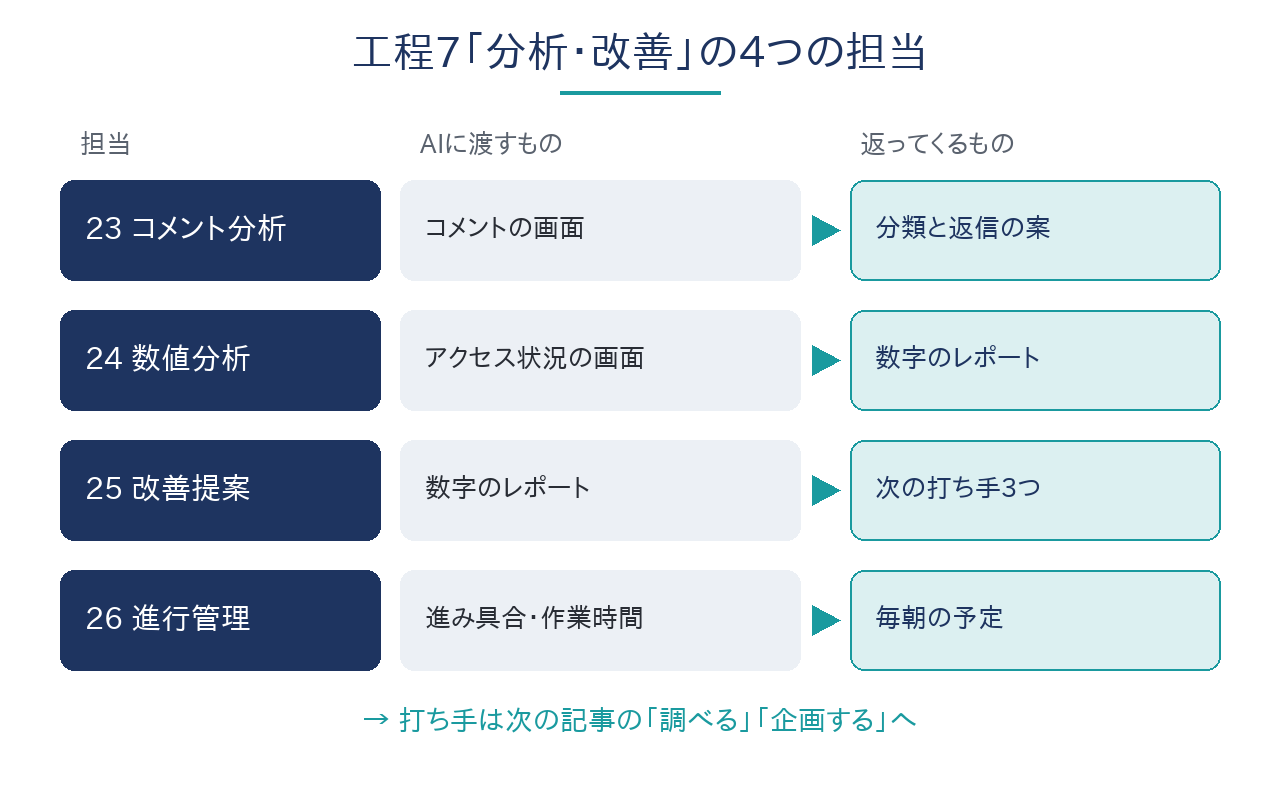 工程7「分析・改善」の4つの担当
担当
AIに渡すもの
返ってくるもの
23 コメント分析
コメントの画面
分類と返信の案
24 数値分析
アクセス状況の画面
数字のレポート
25 改善提案
数字のレポート
次の打ち手3つ
26 進行管理
進み具合・作業時間
毎朝の予定
→ 打ち手は次の記事の「調べる」「企画する」へ